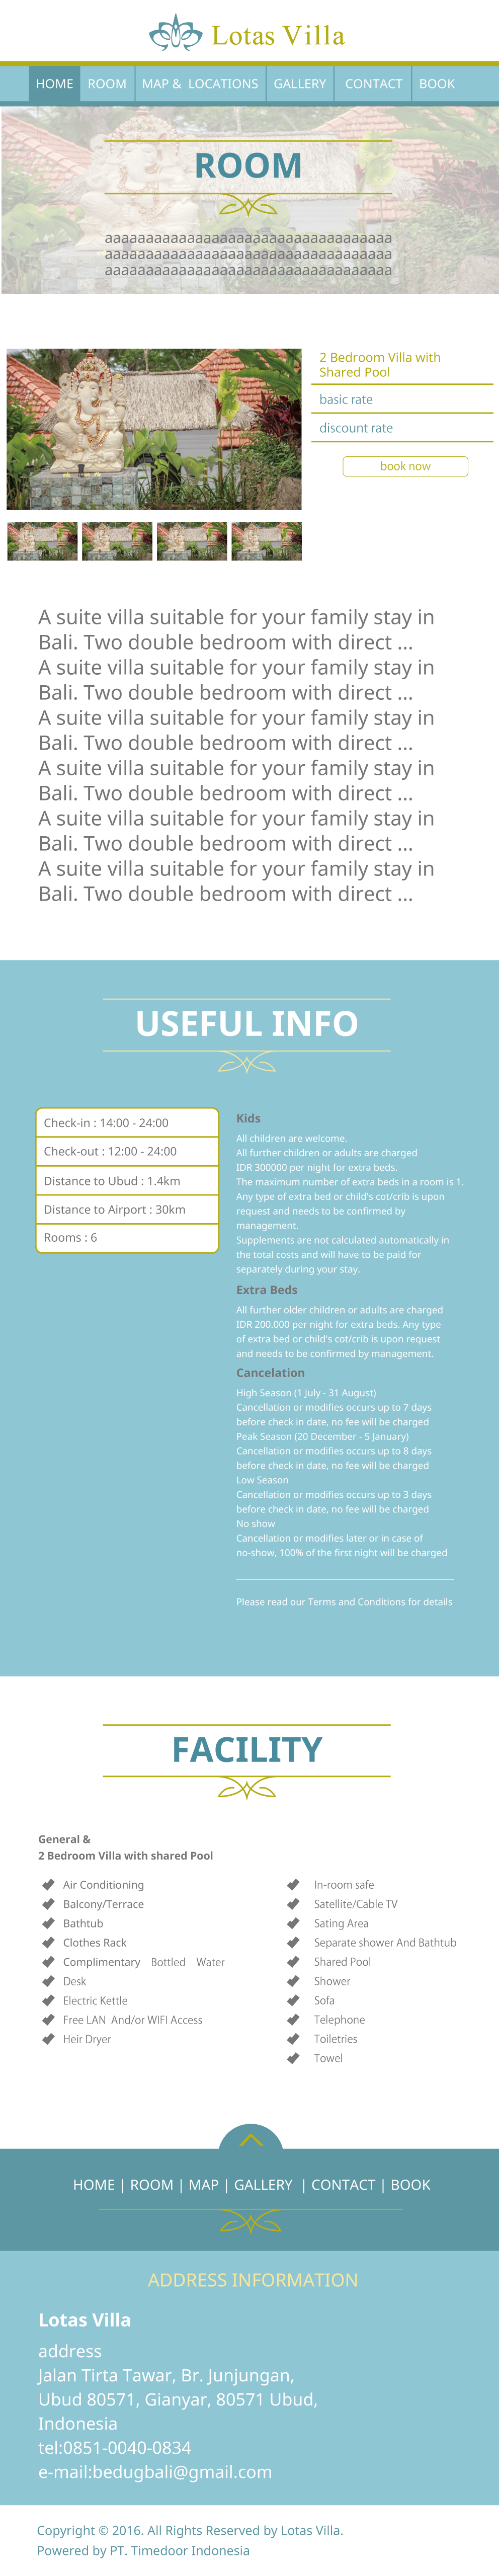 Lotas Villa
HOME ROOM MAP & LOCATIONS GALLERY CONTACT BOOK
ROOM
aaaaaaaaaaaaaaaaaaaaaaaaaaaaaaaaaaa
aaaaaaaaaaaaaaaaaaaaaaaaaaaaaaaaaaa
aaaaaaaaaaaaaaaaaaaaaaaaaaaaaaaaaaa
2 Bedroom Villa with
Shared Pool
basic rate
discount rate
book now
A suite villa suitable for your family stay in
Bali. Two double bedroom with direct ...
A suite villa suitable for your family stay in
Bali. Two double bedroom with direct ...
A suite villa suitable for your family stay in
Bali. Two double bedroom with direct ...
A suite villa suitable for your family stay in
Bali. Two double bedroom with direct ...
A suite villa suitable for your family stay in
Bali. Two double bedroom with direct ...
A suite villa suitable for your family stay in
Bali. Two double bedroom with direct ...
USEFUL INFO
Check-in : 14:00 - 24:00
Check-out : 12:00 - 24:00
Distance to Ubud : 1.4km
Distance to Airport : 30km
Rooms : 6
Kids
All children are welcome.
All further children or adults are charged
IDR 300000 per night for extra beds.
The maximum number of extra beds in a room is 1.
Any type of extra bed or child's cot/crib is upon
request and needs to be confirmed by
management.
Supplements are not calculated automatically in
the total costs and will have to be paid for
separately during your stay.
Extra Beds
All further older children or adults are charged
IDR 200.000 per night for extra beds. Any type
of extra bed or child's cot/crib is upon request
and needs to be confirmed by management.
Cancelation
High Season (1 July - 31 August)
Cancellation or modifies occurs up to 7 days
before check in date, no fee will be charged
Peak Season (20 December - 5 January)
Cancellation or modifies occurs up to 8 days
before check in date, no fee will be charged
Low Season
Cancellation or modifies occurs up to 3 days
before check in date, no fee will be charged
No show
Cancellation or modifies later or in case of
no-show, 100% of the first night will be charged
Please read our Terms and Conditions for details
FACILITY
General &
2 Bedroom Villa with shared Pool
Air Conditioning
Balcony/Terrace
Bathtub
Clothes Rack
Complimentary Bottled Water
Desk
Electric Kettle
Free LAN And/or WIFI Access
Heir Dryer
In-room safe
Satellite/Cable TV
Sating Area
Separate shower And Bathtub
Shared Pool
Shower
Sofa
Telephone
Toiletries
Towel
HOME | ROOM | MAP | GALLERY | CONTACT | BOOK
ADDRESS INFORMATION
Lotas Villa
address
Jalan Tirta Tawar, Br. Junjungan,
Ubud 80571, Gianyar, 80571 Ubud,
Indonesia
tel:0851-0040-0834
e-mail:bedugbali@gmail.com
Copyright © 2016. All Rights Reserved by Lotas Villa.
Powered by PT. Timedoor Indonesia